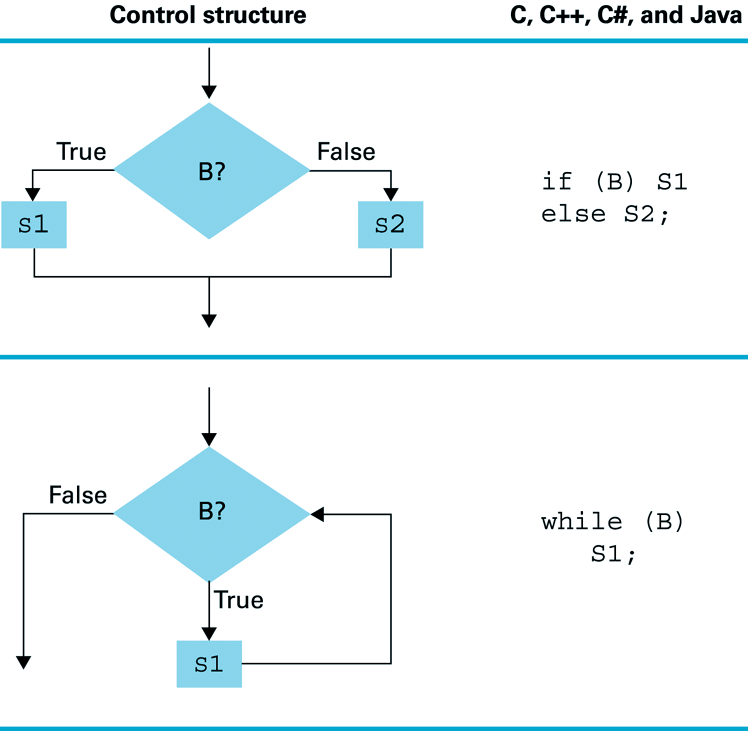 Control structure
C, C++, C#, and Java
True
B?
False
S1
S2
if (B) S1
else S2;
False
B?
True
S1
while (B)
S1;